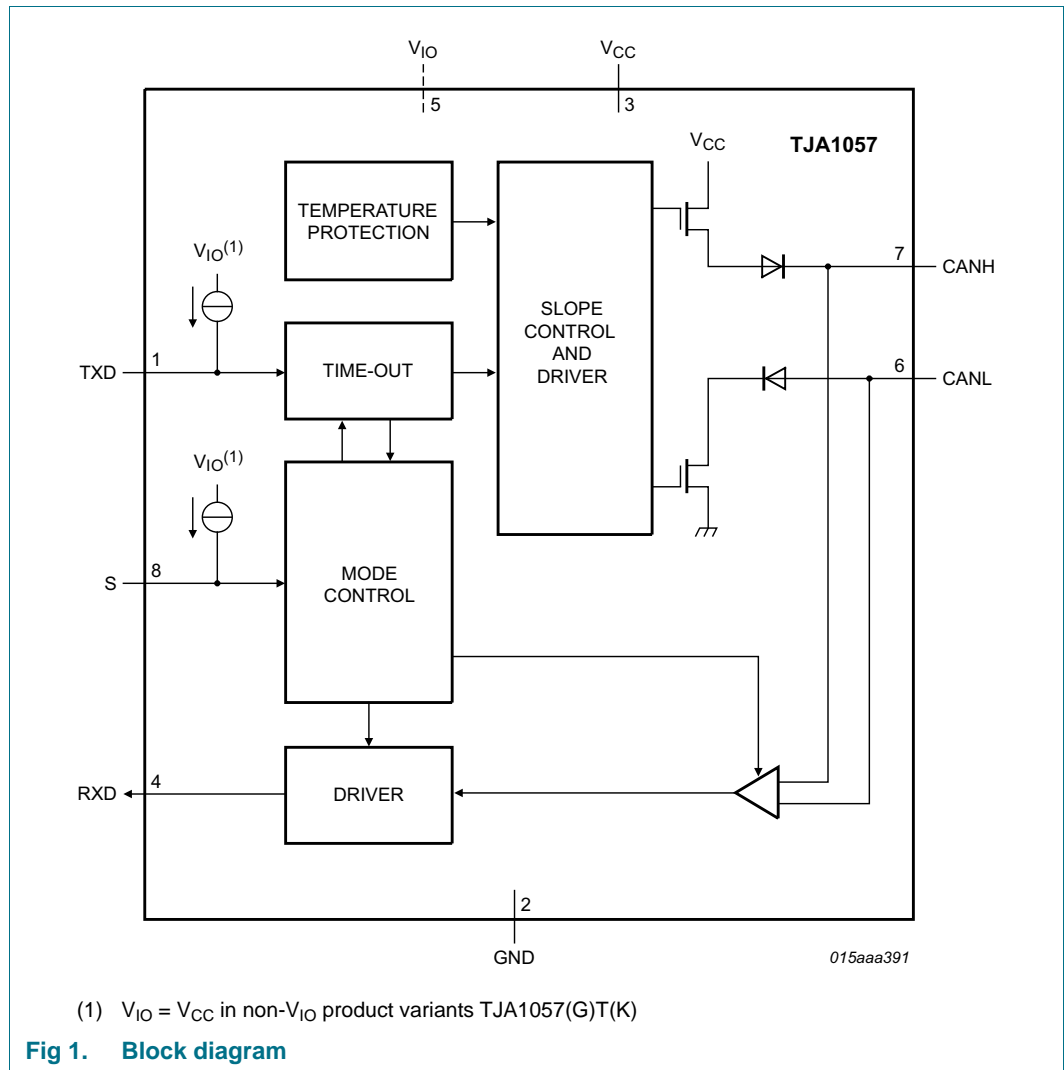 VIO
VCC
5
3
TJA1057
VCC
TEMPERATURE
PROTECTION
VIO(1)
7
CANH
SLOPE
CONTROL
AND
DRIVER
1
TXD
TIME-OUT
6
CANL
VIO(1)
8
S
MODE
CONTROL
4
RXD
DRIVER
2
GND
015aaa391
(1) VIO = VCC in non-VIO product variants TJA1057(G)T(K)
Fig 1. Block diagram